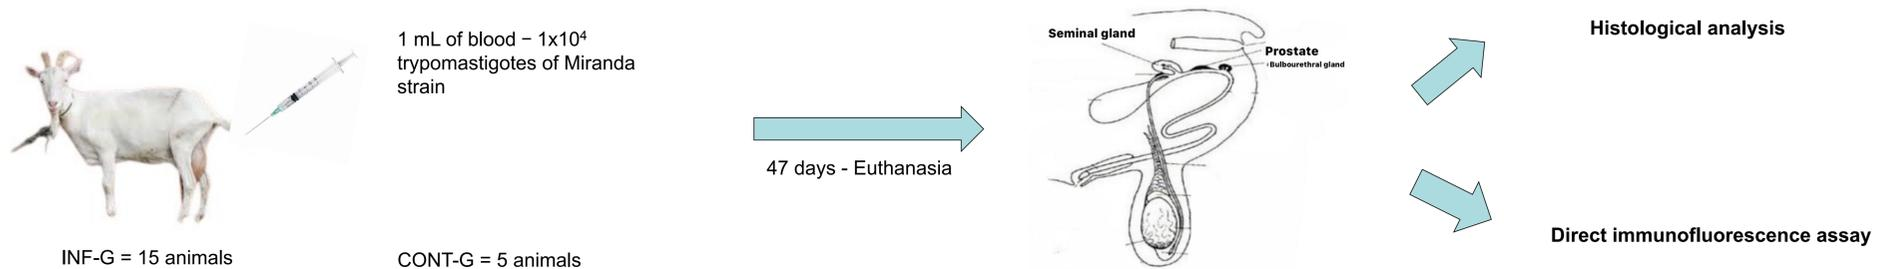 1 mL of blood – 1x10⁴
trypomastigotes of Miranda
strain
INF-G = 15 animals
CONT-G = 5 animals
47 days - Euthanasia
Seminal gland
Prostate
Bulbourethral gland
Histological analysis
Direct immunofluorescence assay